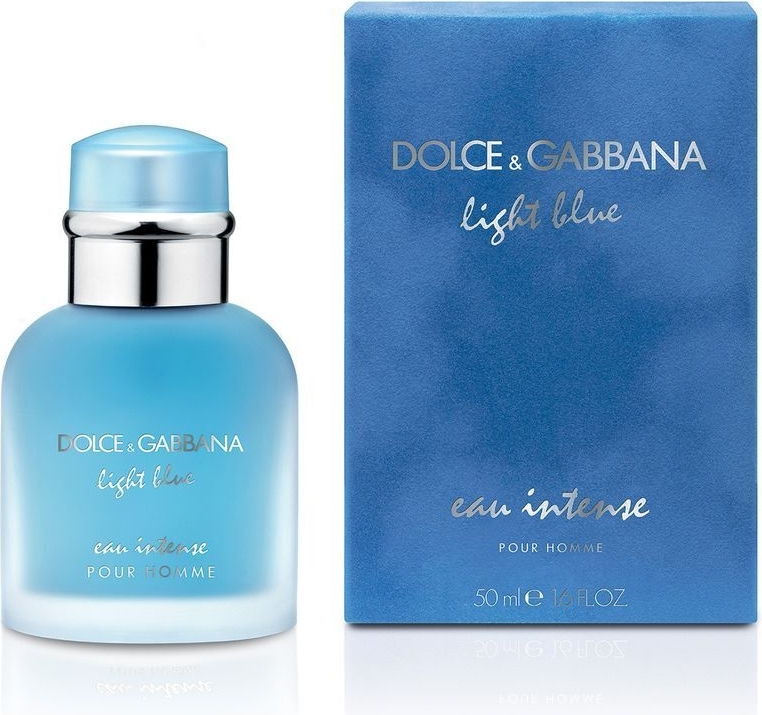 DOLCE & GABBANA
light blue
eau intense
POUR HOMME
DOLCE & GABBANA
light blue
eau intense
POUR HOMME
50 ml e 1.6 FL.OZ